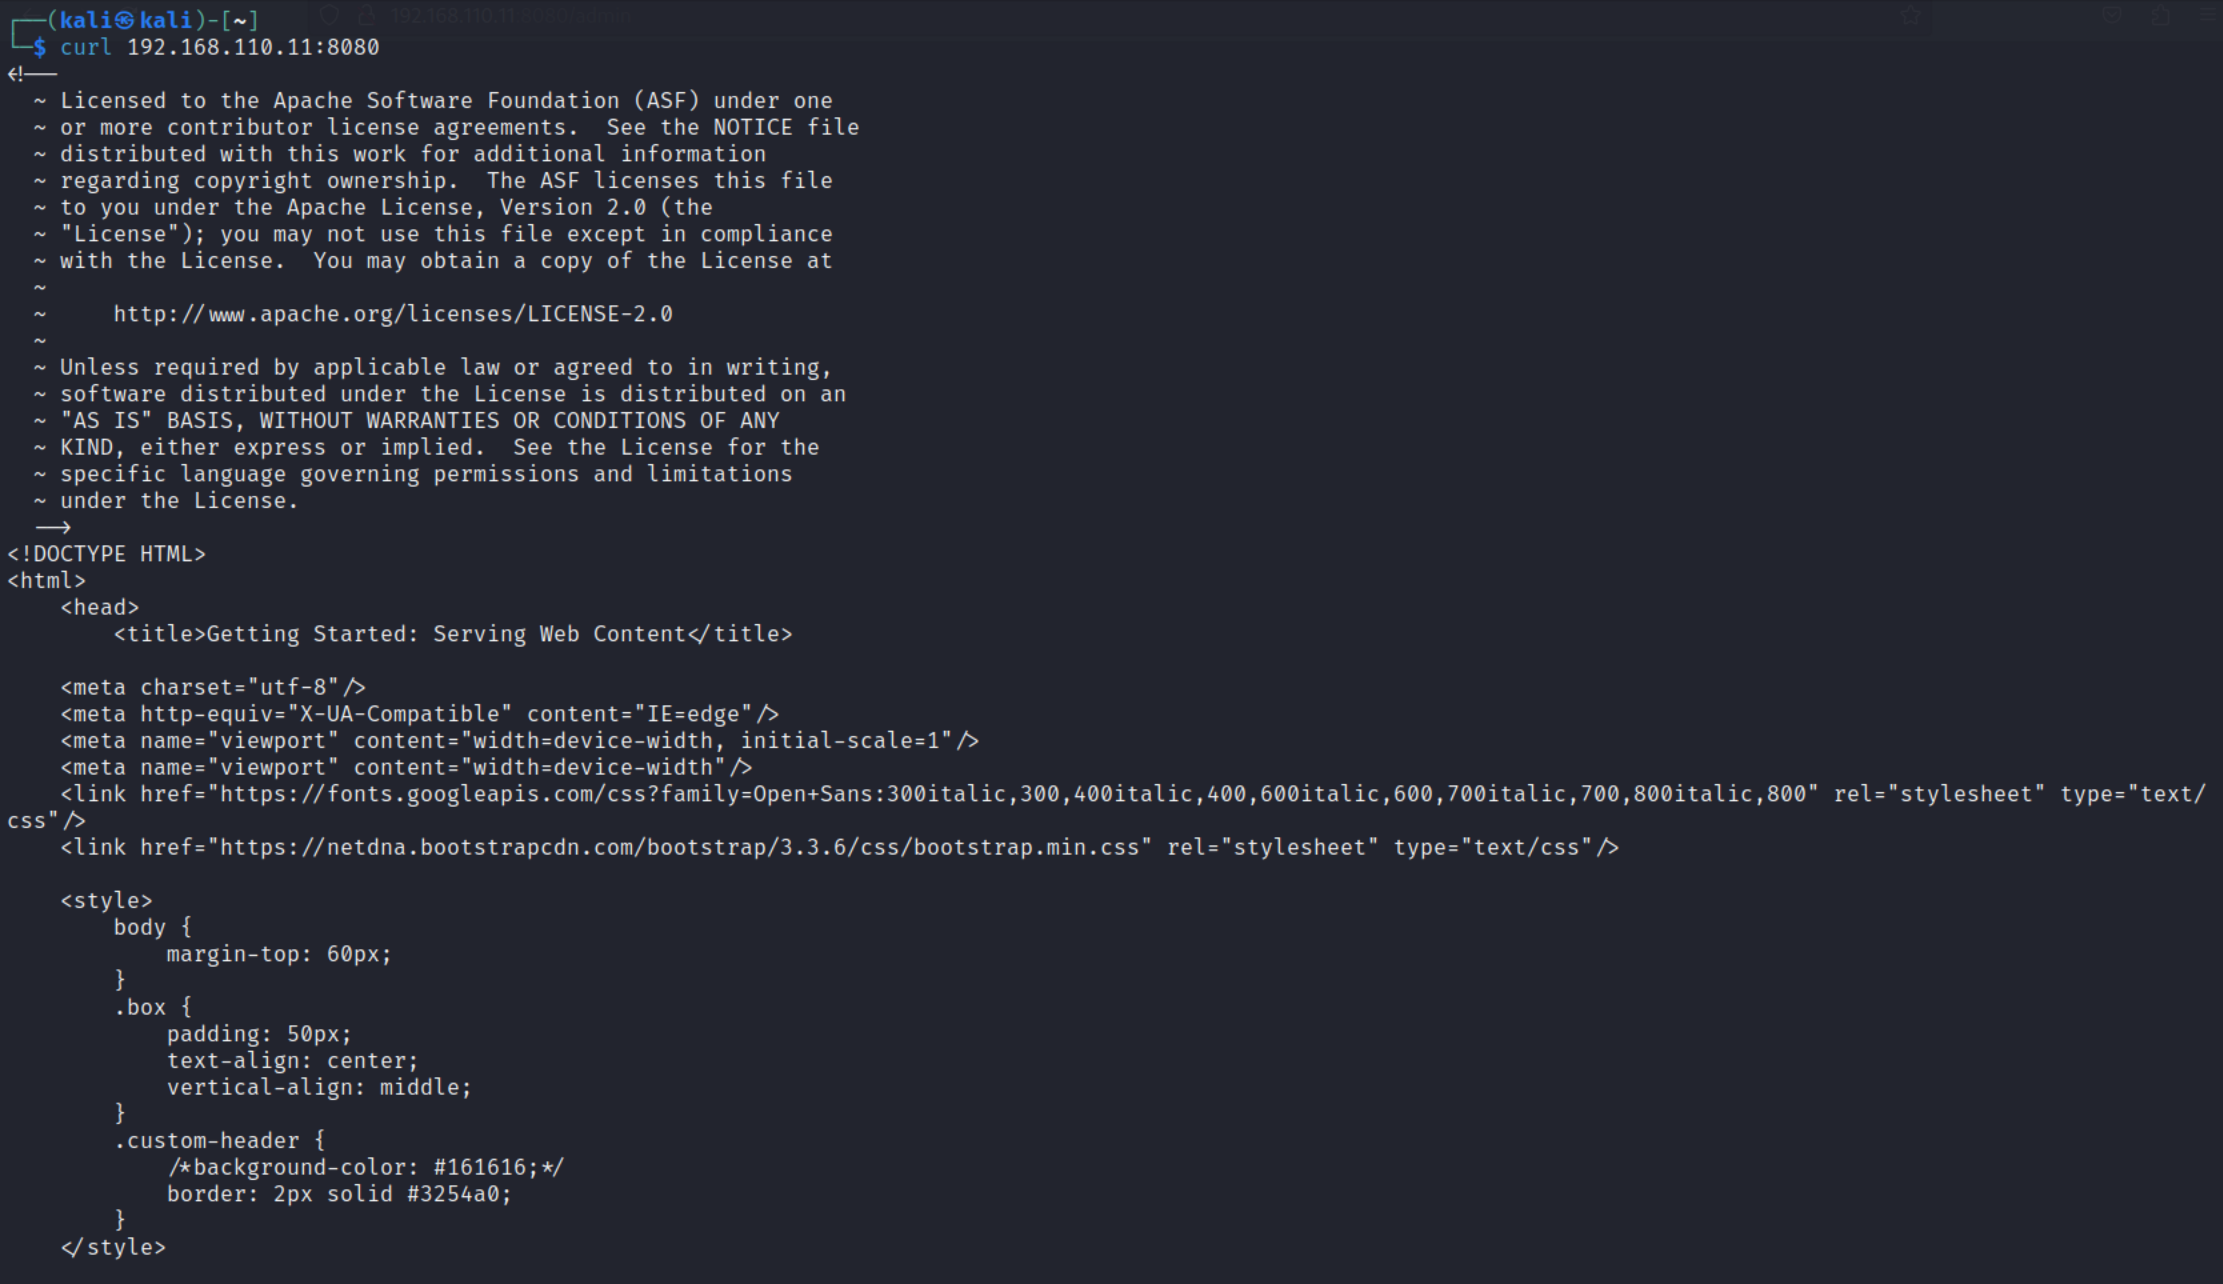 ┌──(kali㉿kali)-[~]
└─$ curl 192.168.110.11:8080
<!--
  ~ Licensed to the Apache Software Foundation (ASF) under one
  ~ or more contributor license agreements.  See the NOTICE file
  ~ distributed with this work for additional information
  ~ regarding copyright ownership.  The ASF licenses this file
  ~ to you under the Apache License, Version 2.0 (the
  ~ "License"); you may not use this file except in compliance
  ~ with the License.  You may obtain a copy of the License at
  ~
  ~     http://www.apache.org/licenses/LICENSE-2.0
  ~
  ~ Unless required by applicable law or agreed to in writing,
  ~ software distributed under the License is distributed on an
  ~ "AS IS" BASIS, WITHOUT WARRANTIES OR CONDITIONS OF ANY
  ~ KIND, either express or implied.  See the License for the
  ~ specific language governing permissions and limitations
  ~ under the License.
  -->
<!DOCTYPE HTML>
<html>
    <head>
        <title>Getting Started: Serving Web Content</title>

    <meta charset="utf-8"/>
    <meta http-equiv="X-UA-Compatible" content="IE=edge"/>
    <meta name="viewport" content="width=device-width, initial-scale=1"/>
    <meta name="viewport" content="width=device-width"/>
    <link href="https://fonts.googleapis.com/css?family=Open+Sans:300italic,300,400italic,400,600italic,600,700italic,700,800italic,800" rel="stylesheet" type="text/
css"/>
    <link href="https://netdna.bootstrapcdn.com/bootstrap/3.3.6/css/bootstrap.min.css" rel="stylesheet" type="text/css"/>

    <style>
        body {
            margin-top: 60px;
        }
        .box {
            padding: 50px;
            text-align: center;
            vertical-align: middle;
        }
        .custom-header {
            /*background-color: #161616;*/
            border: 2px solid #3254a0;
        }
    </style>